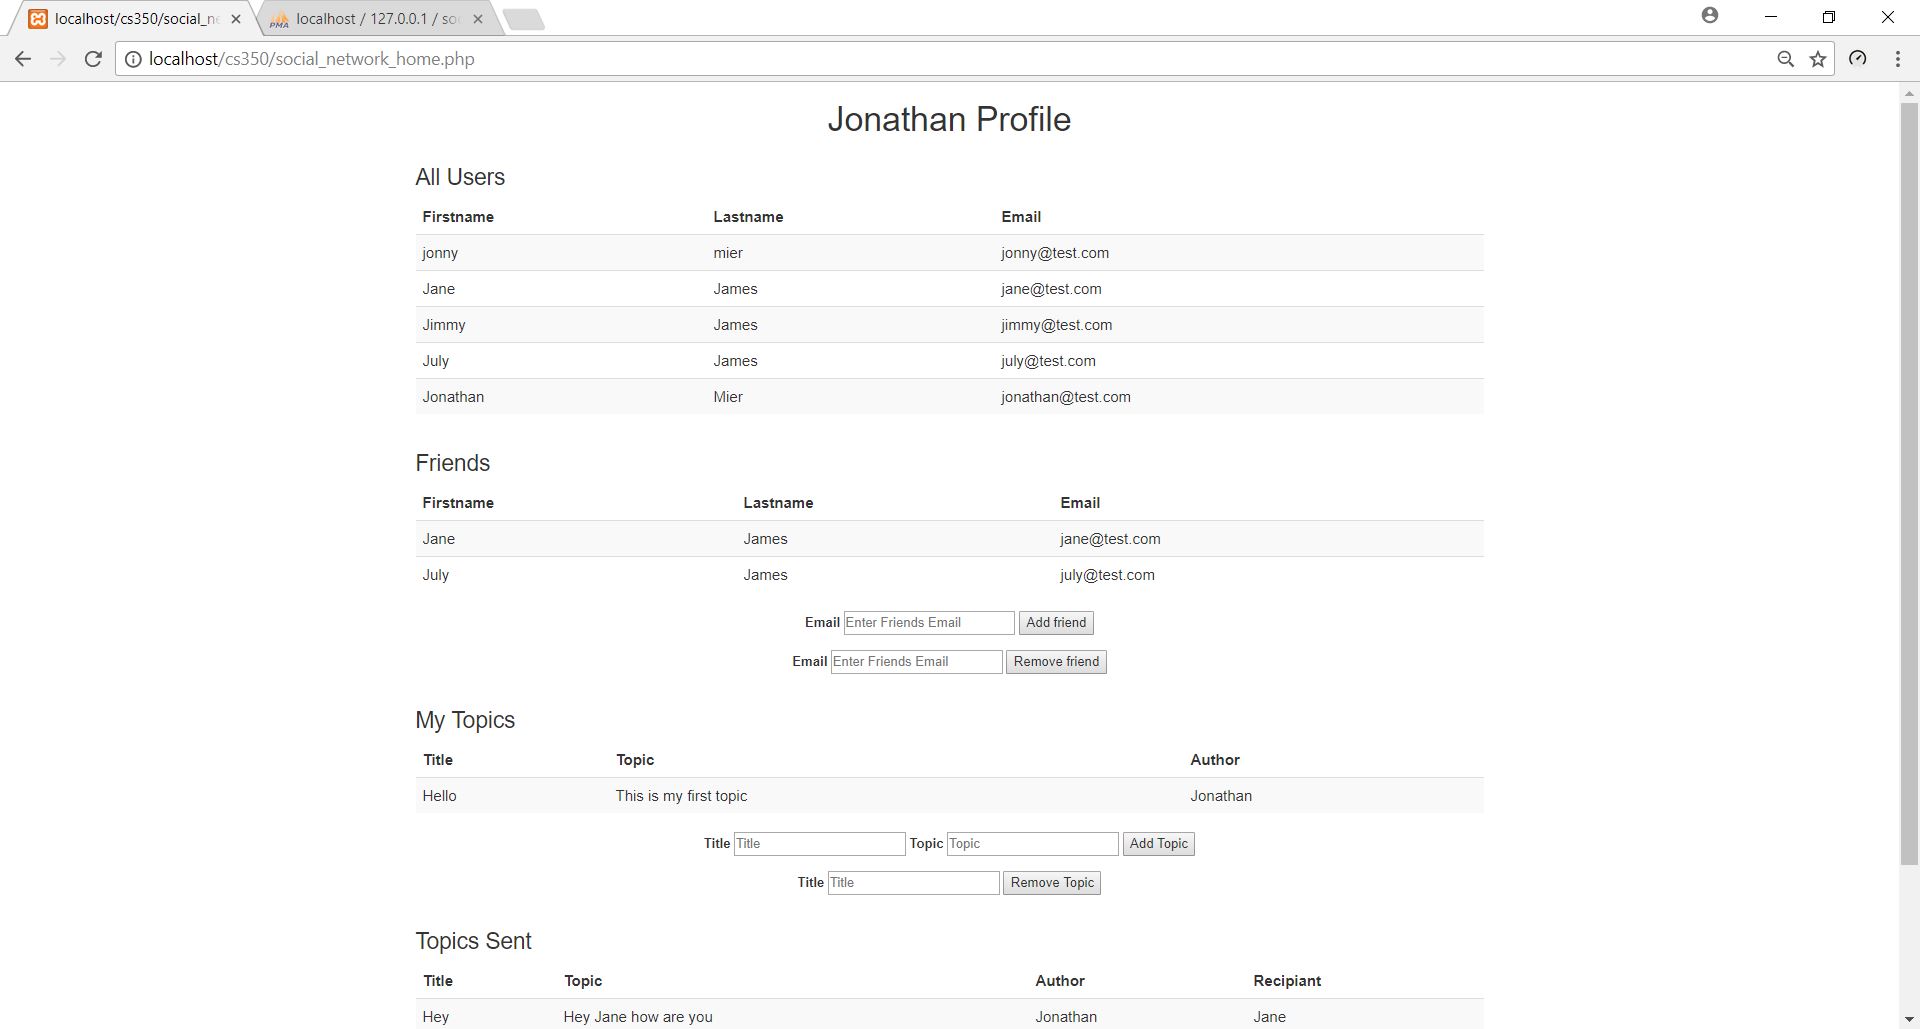 localhost/cs350/social_ne
localhost / 127.0.0.1 / soc
PMA
localhost/cs350/social_network_home.php
Jonathan Profile
All Users
Firstname Lastname Email
jonny mier jonny@test.com
Jane James jane@test.com
Jimmy James jimmy@test.com
July James july@test.com
Jonathan Mier jonathan@test.com
Friends
Firstname Lastname Email
Jane James jane@test.com
July James july@test.com
Email Enter Friends Email Add friend
Email Enter Friends Email Remove friend
My Topics
Title Topic Author
Hello This is my first topic Jonathan
Title Title Topic Topic Add Topic
Title Title Remove Topic
Topics Sent
Title Topic Author Recipiant
Hey Hey Jane how are you Jonathan Jane